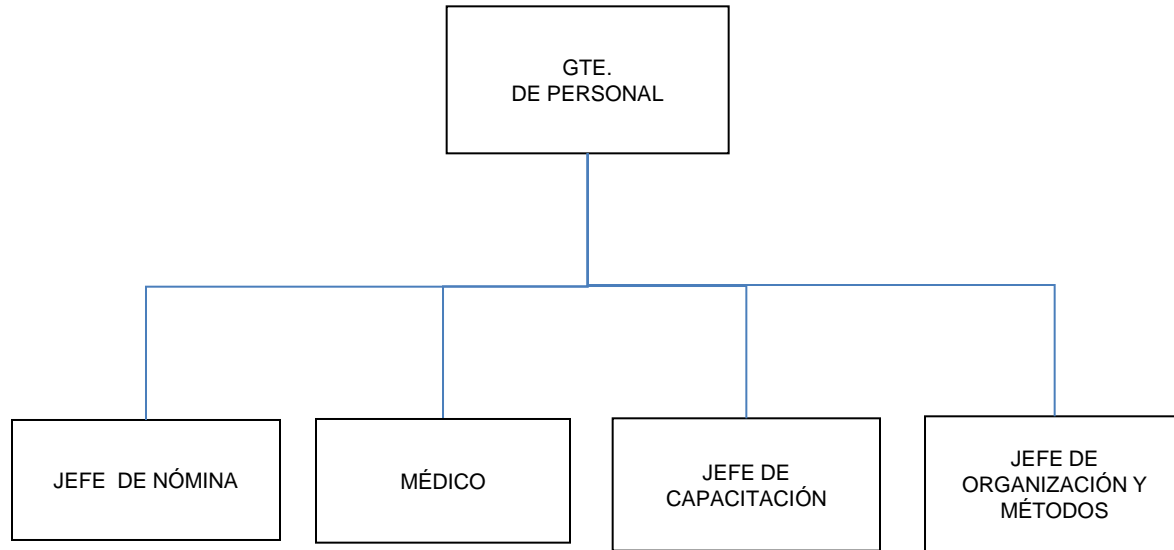 GTE.
DE PERSONAL
JEFE DE NÓMINA
MÉDICO
JEFE DE
CAPACITACIÓN
JEFE DE
ORGANIZACIÓN Y
MÉTODOS